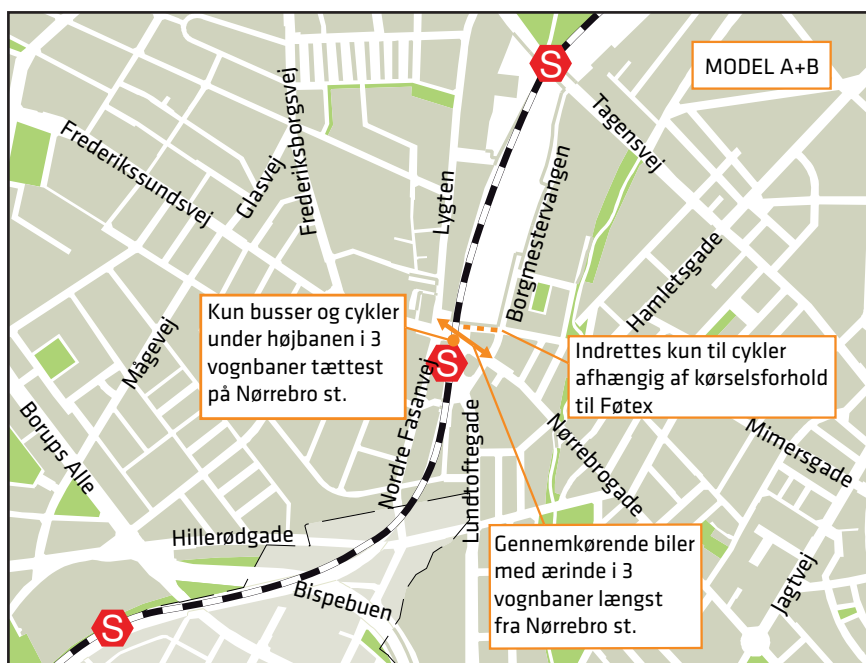 S
MODEL A+B
Tagensvej
Frederikssundsvej
Glasvej
Frederiksborgsvej
Lygten
Borgmestervangen
Hamletsgade
Kun busser og cykler
under højbanen i 3
vognbaner tættest
på Nørrebro st.
Mågevej
S
Indrettes kun til cykler
afhængig af kørselsforhold
til Føtex
Borups Alle
Nordre Fasanvej
Lundtoftegade
Nørrebrogade
Mimersgade
Hillerødgade
Gennemkørende biler
med ærinde i 3
vognbaner længst
fra Nørrebro st.
Bispebuen
Jagtvej
S